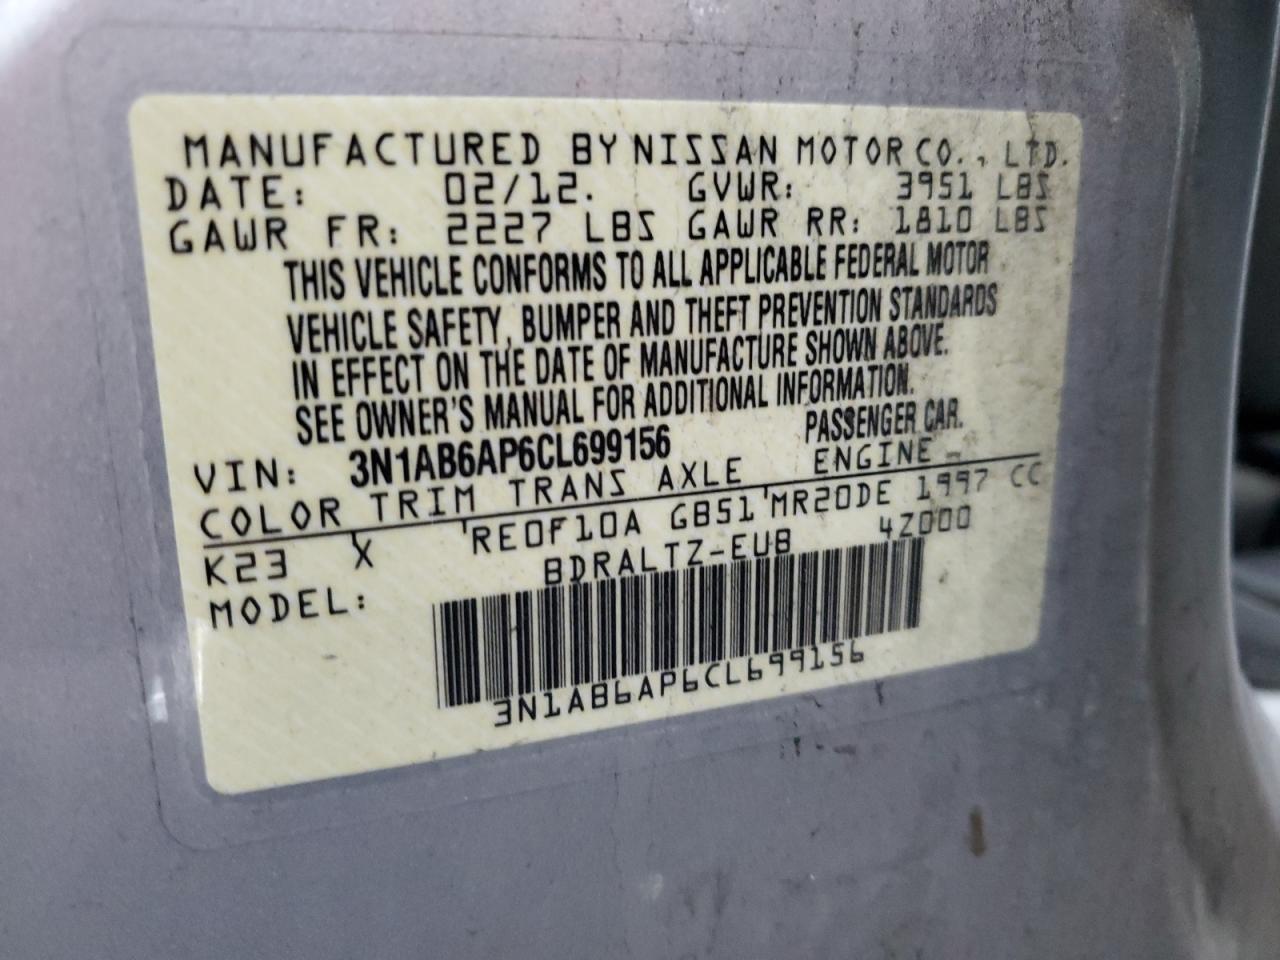 MANUFACTURED BY NISSAN MOTOR CO., LTD.
DATE: 02/12. GVWR: 3951 LBS
GAWR FR: 2227 LBS GAWR RR: 1810 LBS
THIS VEHICLE CONFORMS TO ALL APPLICABLE FEDERAL MOTOR
VEHICLE SAFETY, BUMPER AND THEFT PREVENTION STANDARDS
IN EFFECT ON THE DATE OF MANUFACTURE SHOWN ABOVE.
SEE OWNER'S MANUAL FOR ADDITIONAL INFORMATION.
VIN: 3N1AB6AP6CL699156 PASSENGER CAR.
COLOR TRIM TRANS AXLE ENGINE
K23 X RE0F10A GB51 MR20DE 1997 CC
MODEL: BDRALTZ-EUB 4Z000
3N1AB6AP6CL699156